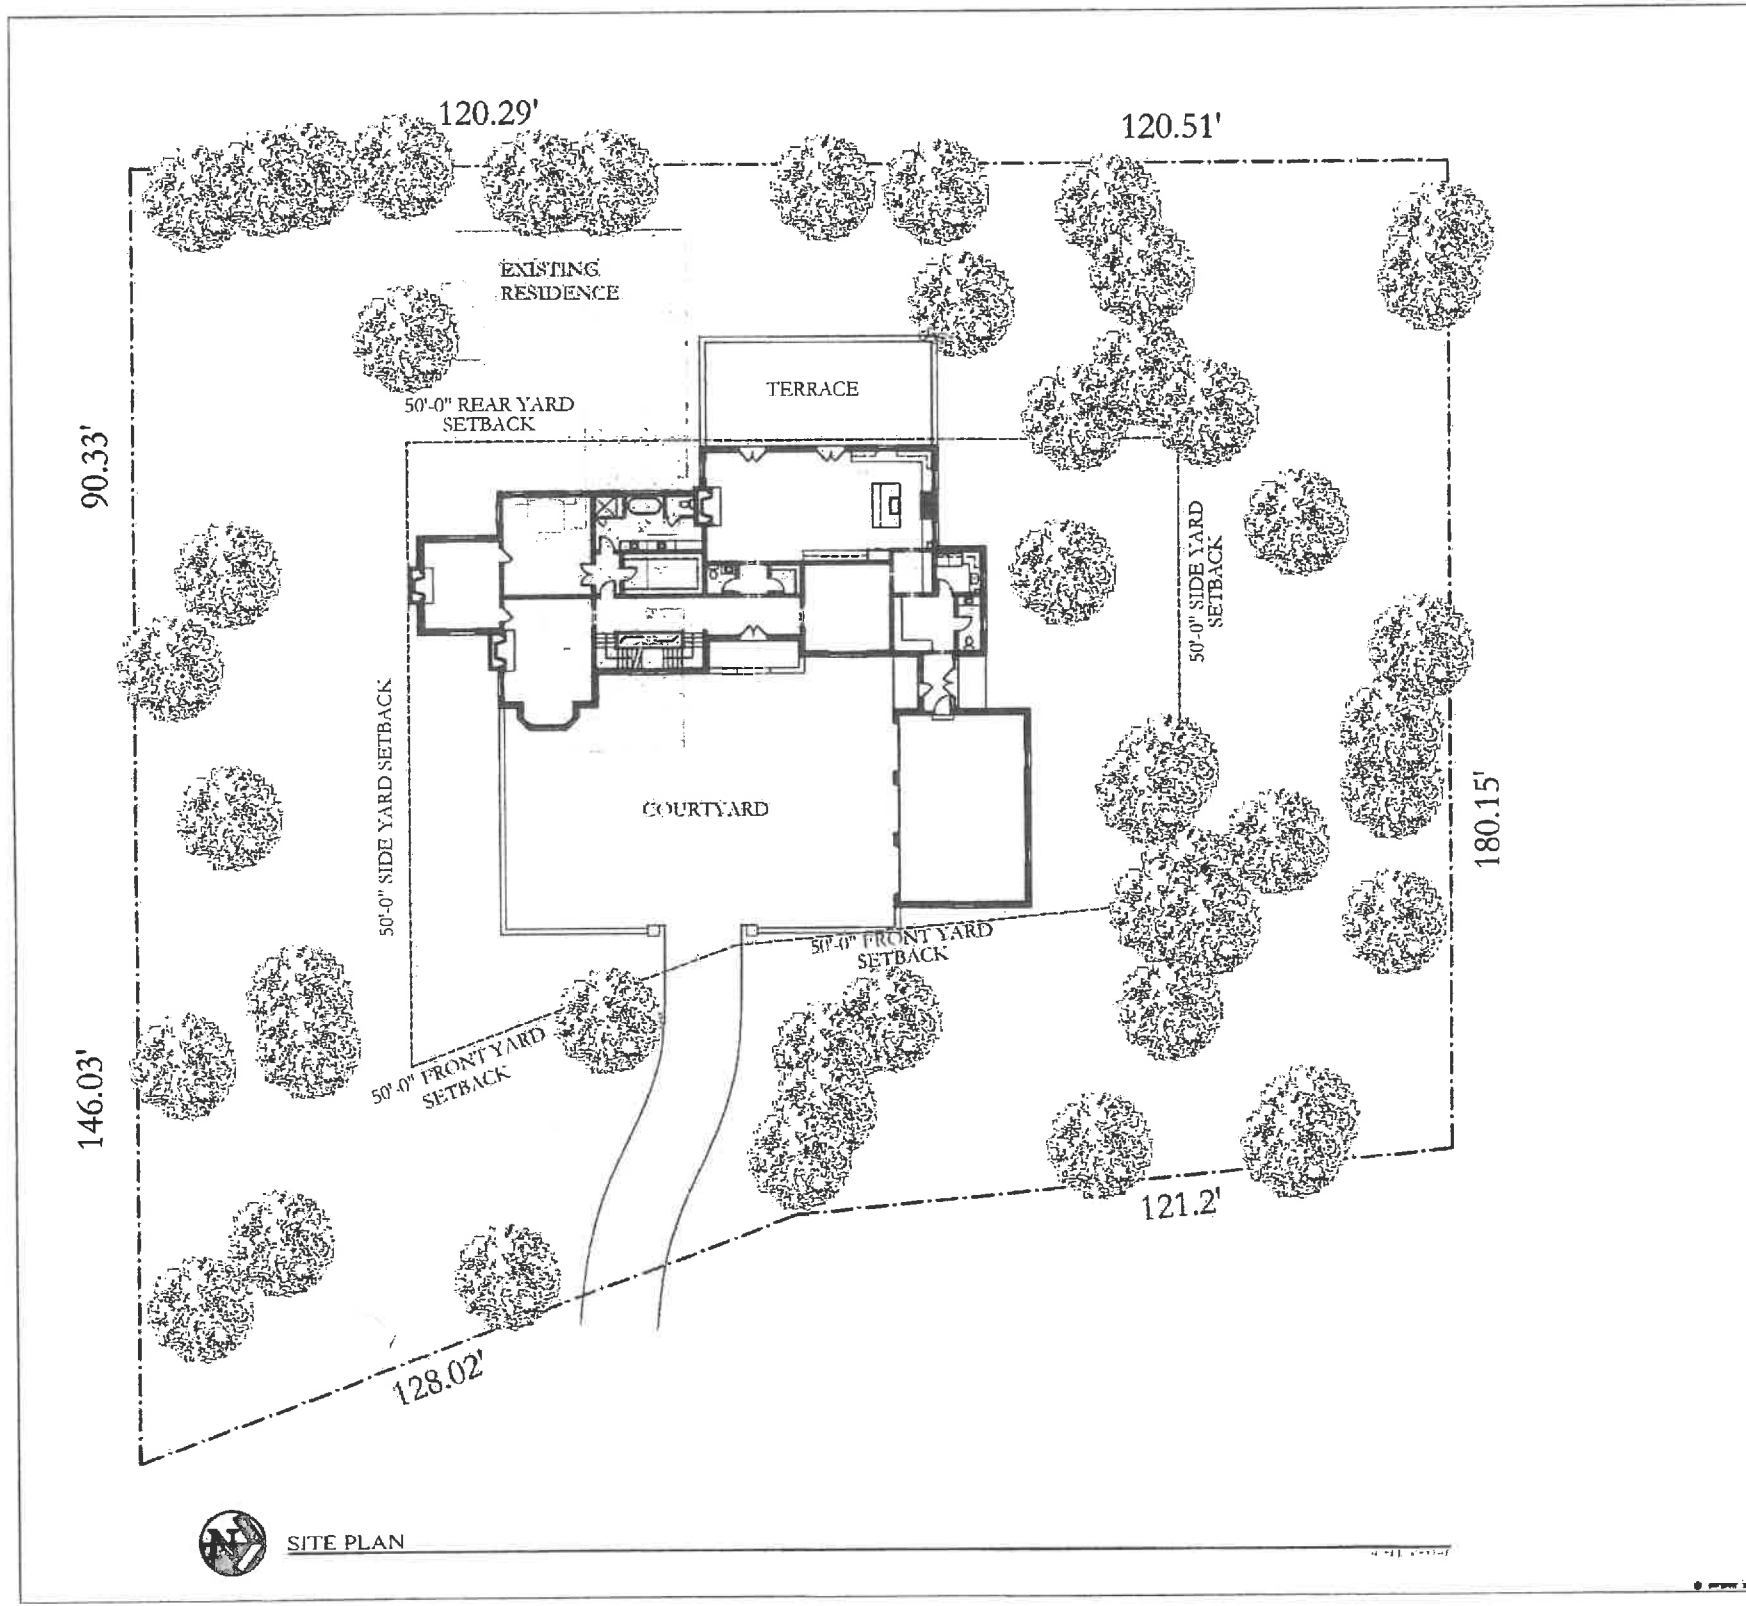 120.29'
120.51'
EXISTING
RESIDENCE
TERRACE
50'-0" REAR YARD
SETBACK
90.33'
50'-0" SIDE YARD
SETBACK
50'-0" SIDE YARD SETBACK
COURTYARD
180.15'
50'-0" FRONT YARD
SETBACK
50'-0" FRONT YARD
SETBACK
146.03'
121.2'
128.02'
N
SITE PLAN